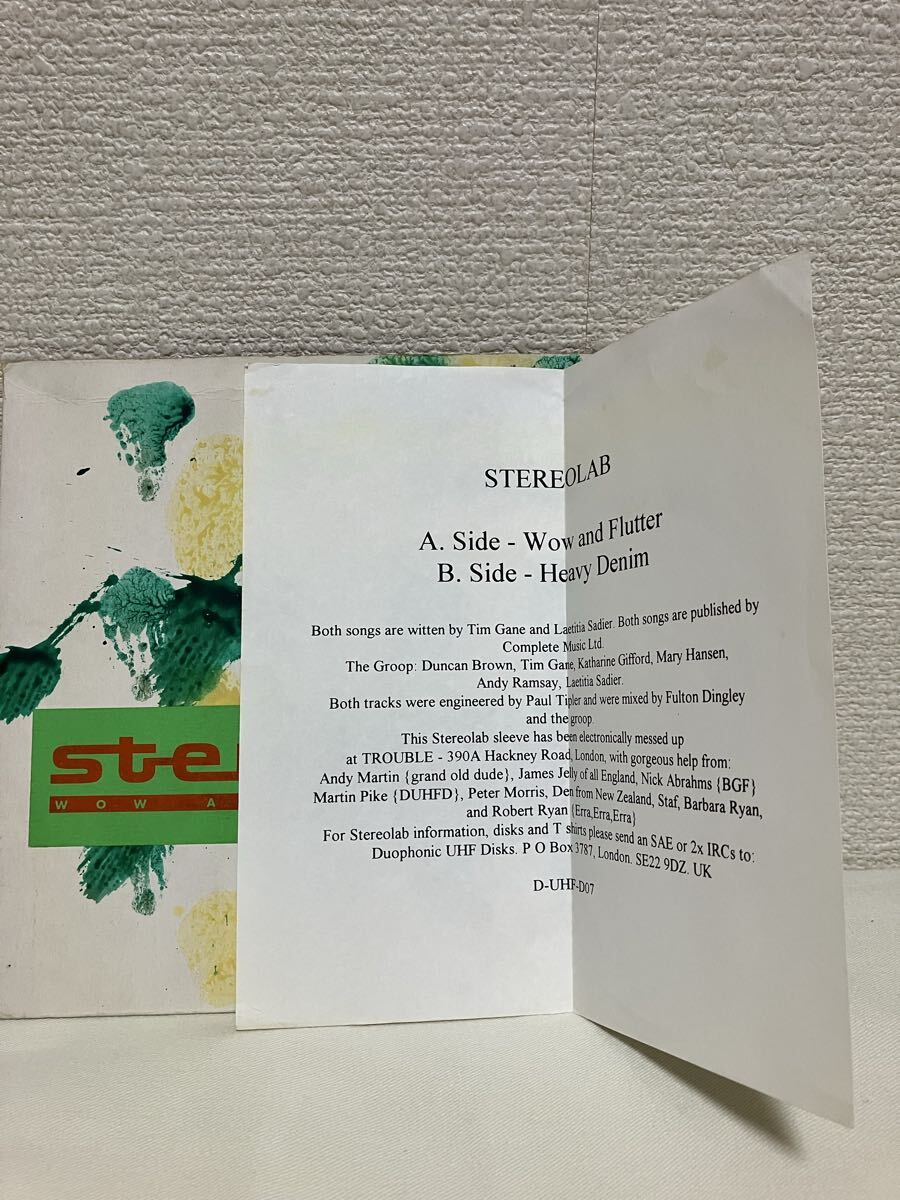 STEREOLAB
A. Side - Wow and Flutter
B. Side - Heavy Denim
Both songs are witten by Tim Gane and Laetitia Sadier. Both songs are published by
Complete Music Ltd.
The Groop: Duncan Brown, Tim Gane, Katharine Gifford, Mary Hansen,
Andy Ramsay, Laetitia Sadier.
Both tracks were engineered by Paul Tipler and were mixed by Fulton Dingley
and the groop.
This Stereolab sleeve has been electronically messed up
at TROUBLE - 390A Hackney Road, London, with gorgeous help from:
Andy Martin {grand old dude}, James Jelly of all England, Nick Abrahms {BGF}
Martin Pike {DUHFD}, Peter Morris, Den from New Zealand, Staf, Barbara Ryan,
and Robert Ryan {Erra,Erra,Erra}
For Stereolab information, disks and T shirts please send an SAE or 2x IRCs to:
Duophonic UHF Disks. P O Box 3787, London. SE22 9DZ. UK
D-UHF-D07
ste
WOW A